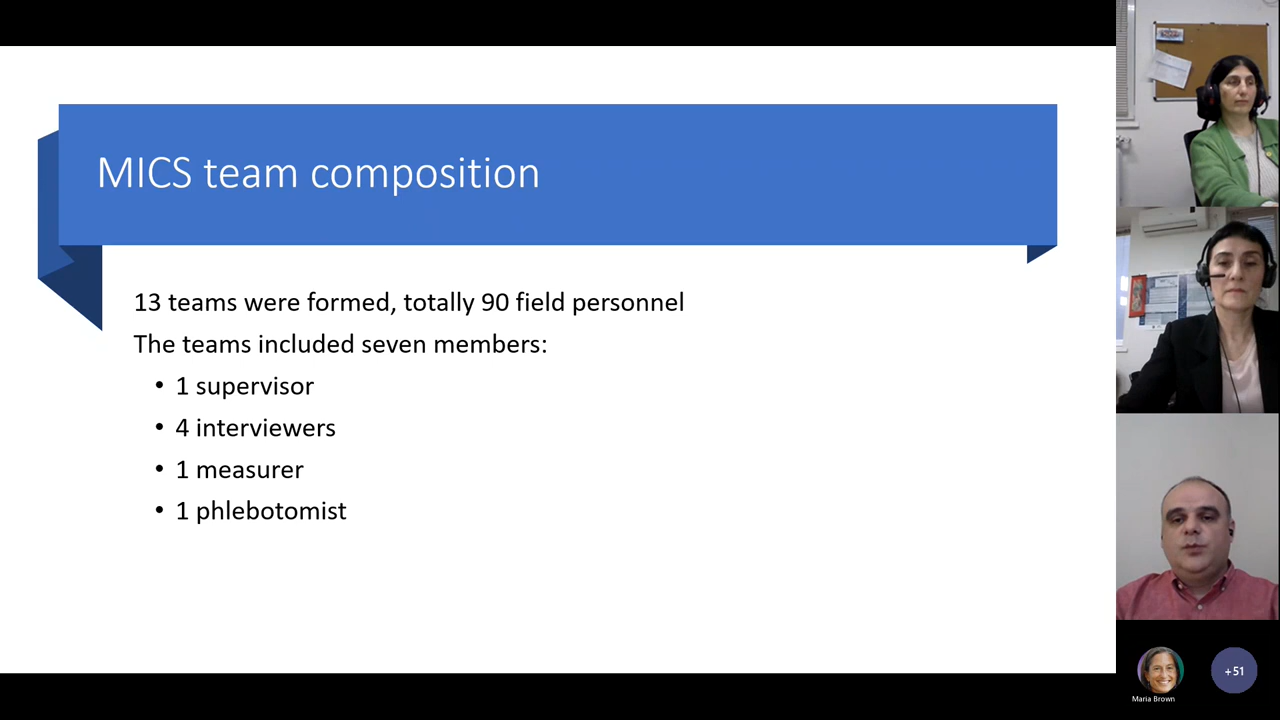 MICS team composition
13 teams were formed, totally 90 field personnel
The teams included seven members:
• 1 supervisor
• 4 interviewers
• 1 measurer
• 1 phlebotomist
Maria Brown
+51